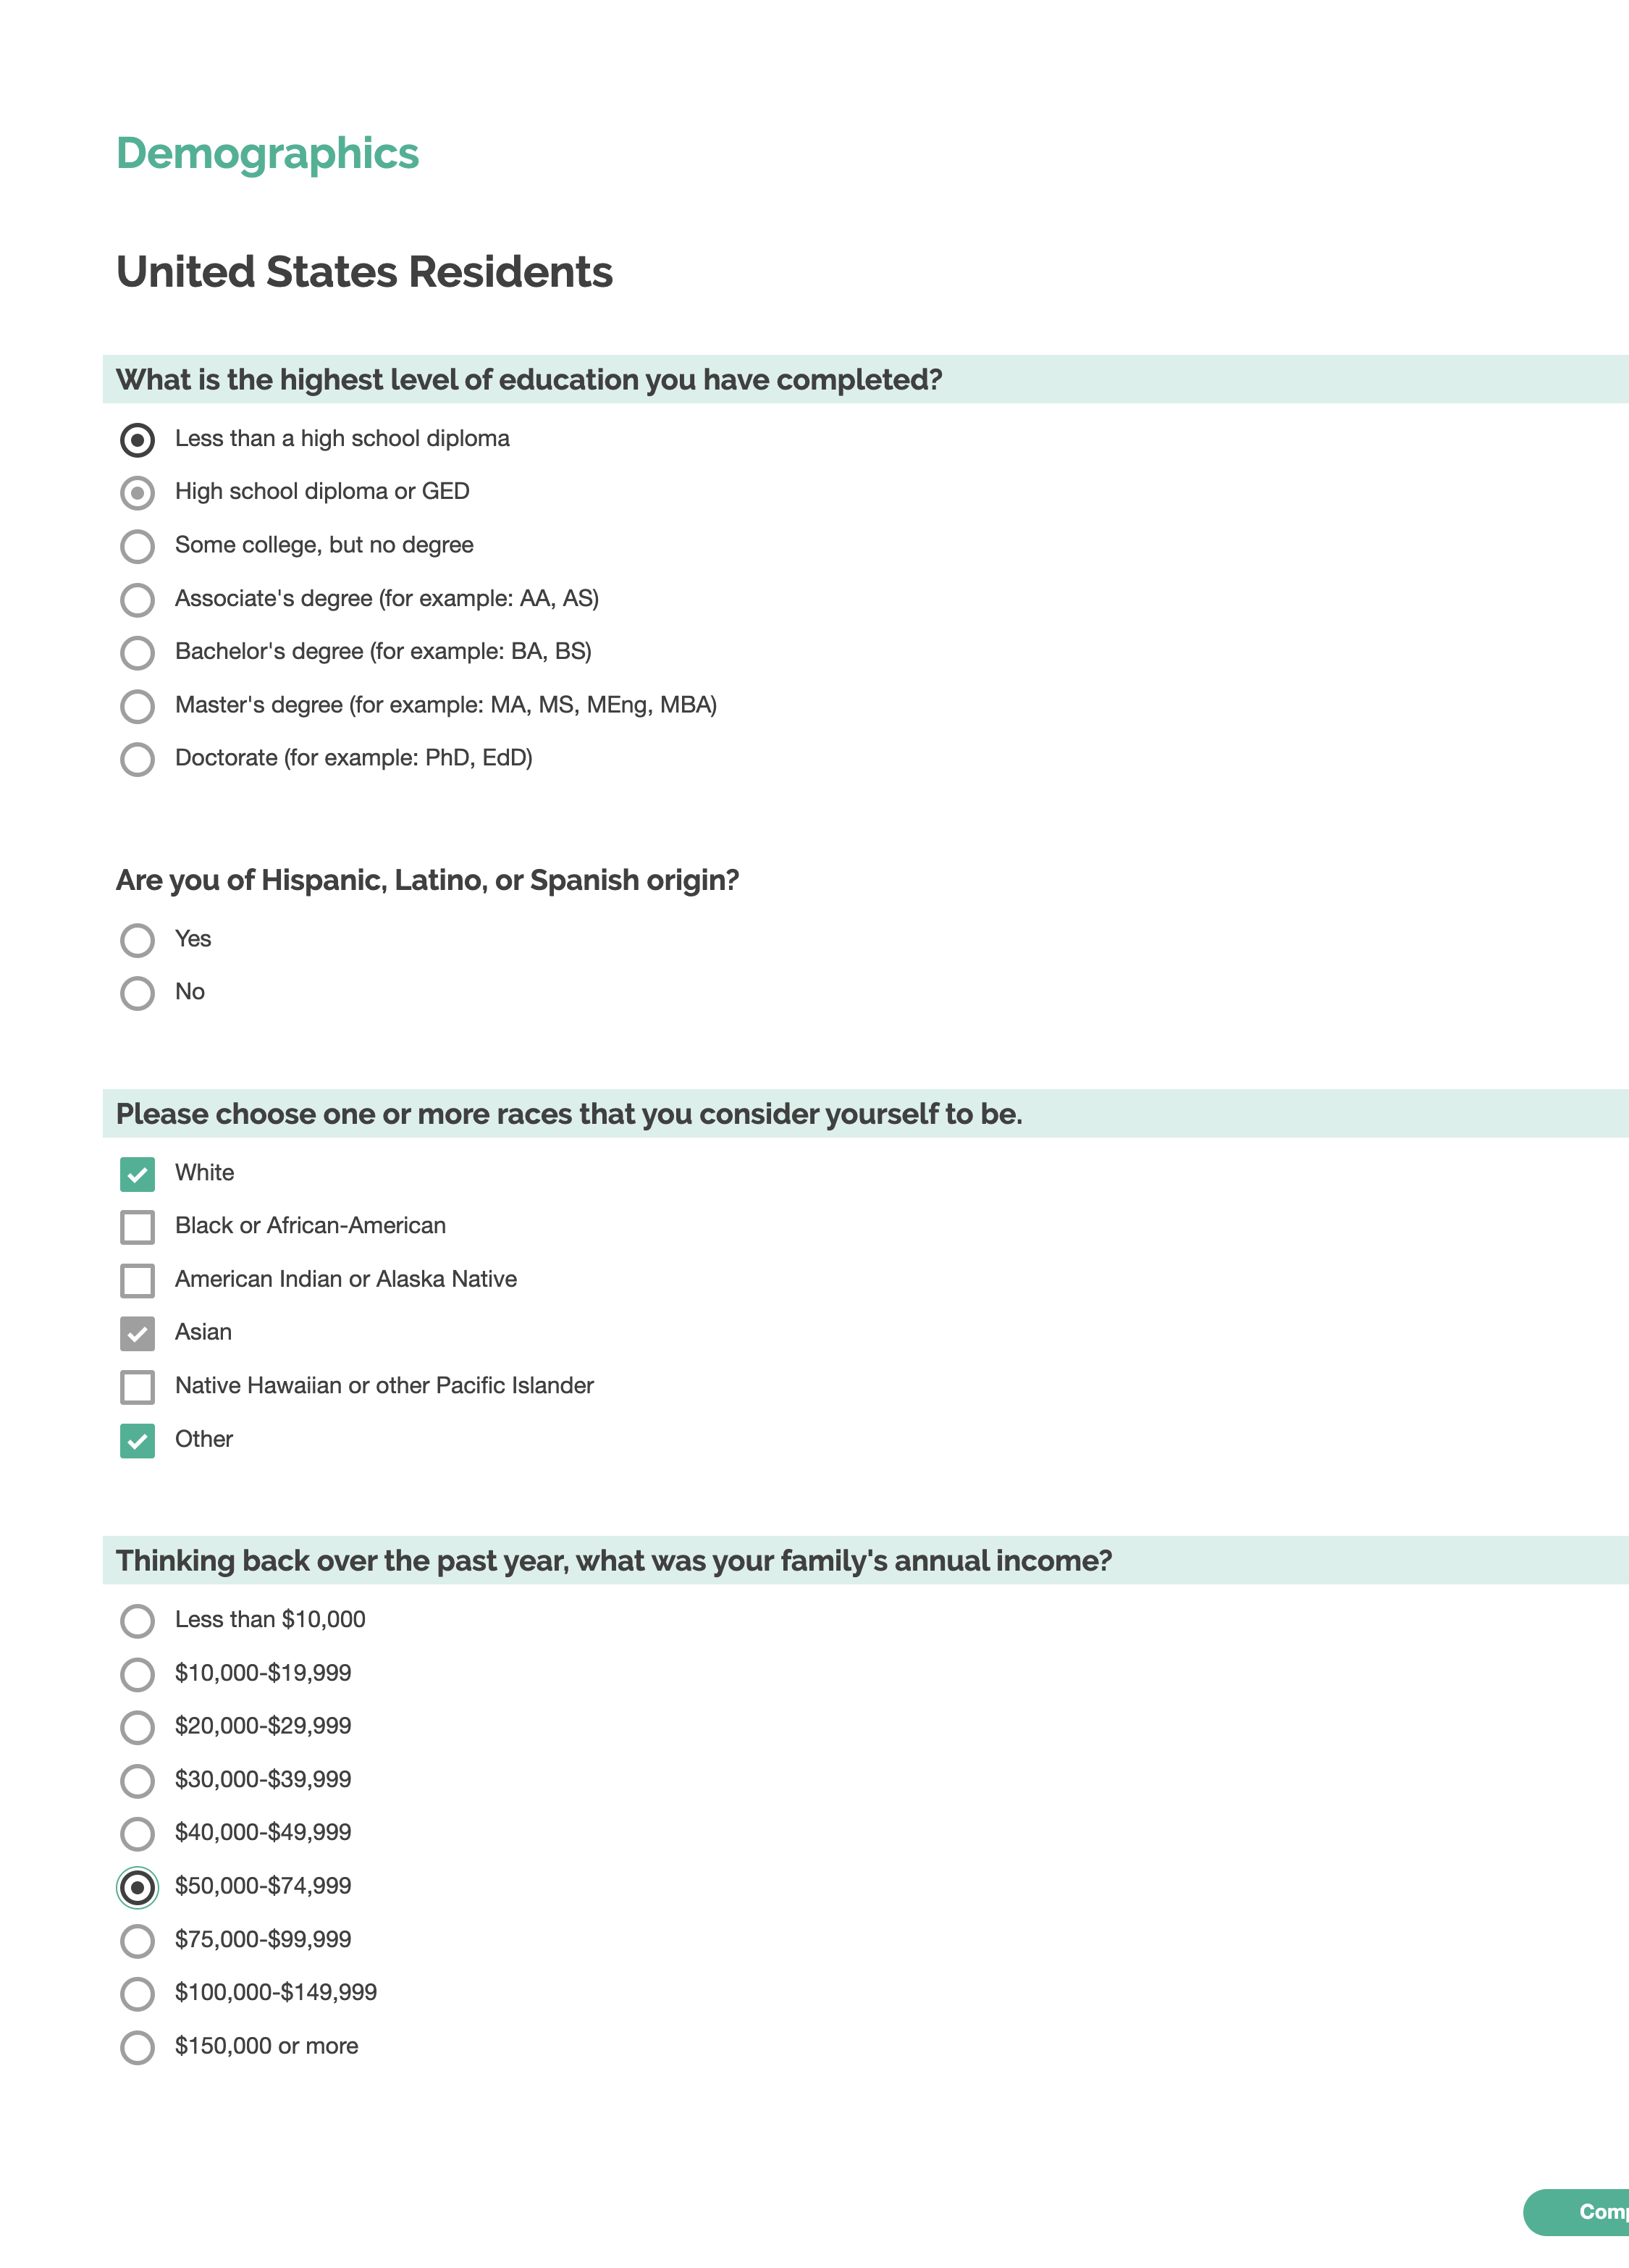 Demographics
United States Residents
What is the highest level of education you have completed?
Less than a high school diploma
High school diploma or GED
Some college, but no degree
Associate's degree (for example: AA, AS)
Bachelor's degree (for example: BA, BS)
Master's degree (for example: MA, MS, MEng, MBA)
Doctorate (for example: PhD, EdD)
Are you of Hispanic, Latino, or Spanish origin?
Yes
No
Please choose one or more races that you consider yourself to be.
White
Black or African-American
American Indian or Alaska Native
Asian
Native Hawaiian or other Pacific Islander
Other
Thinking back over the past year, what was your family's annual income?
Less than $10,000
$10,000-$19,999
$20,000-$29,999
$30,000-$39,999
$40,000-$49,999
$50,000-$74,999
$75,000-$99,999
$100,000-$149,999
$150,000 or more